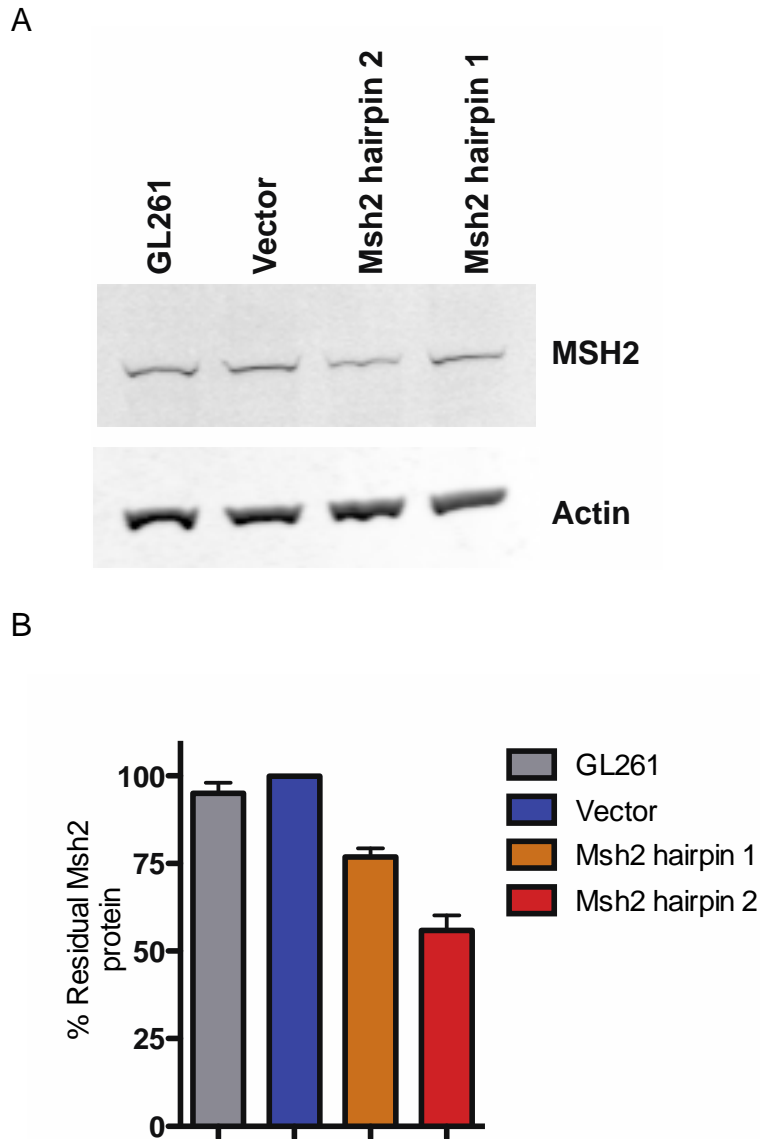 A
GL261
Vector
Msh2 hairpin 2
Msh2 hairpin 1
MSH2
Actin
B
% Residual Msh2
protein
100
75
50
25
0
GL261
Vector
Msh2 hairpin 1
Msh2 hairpin 2